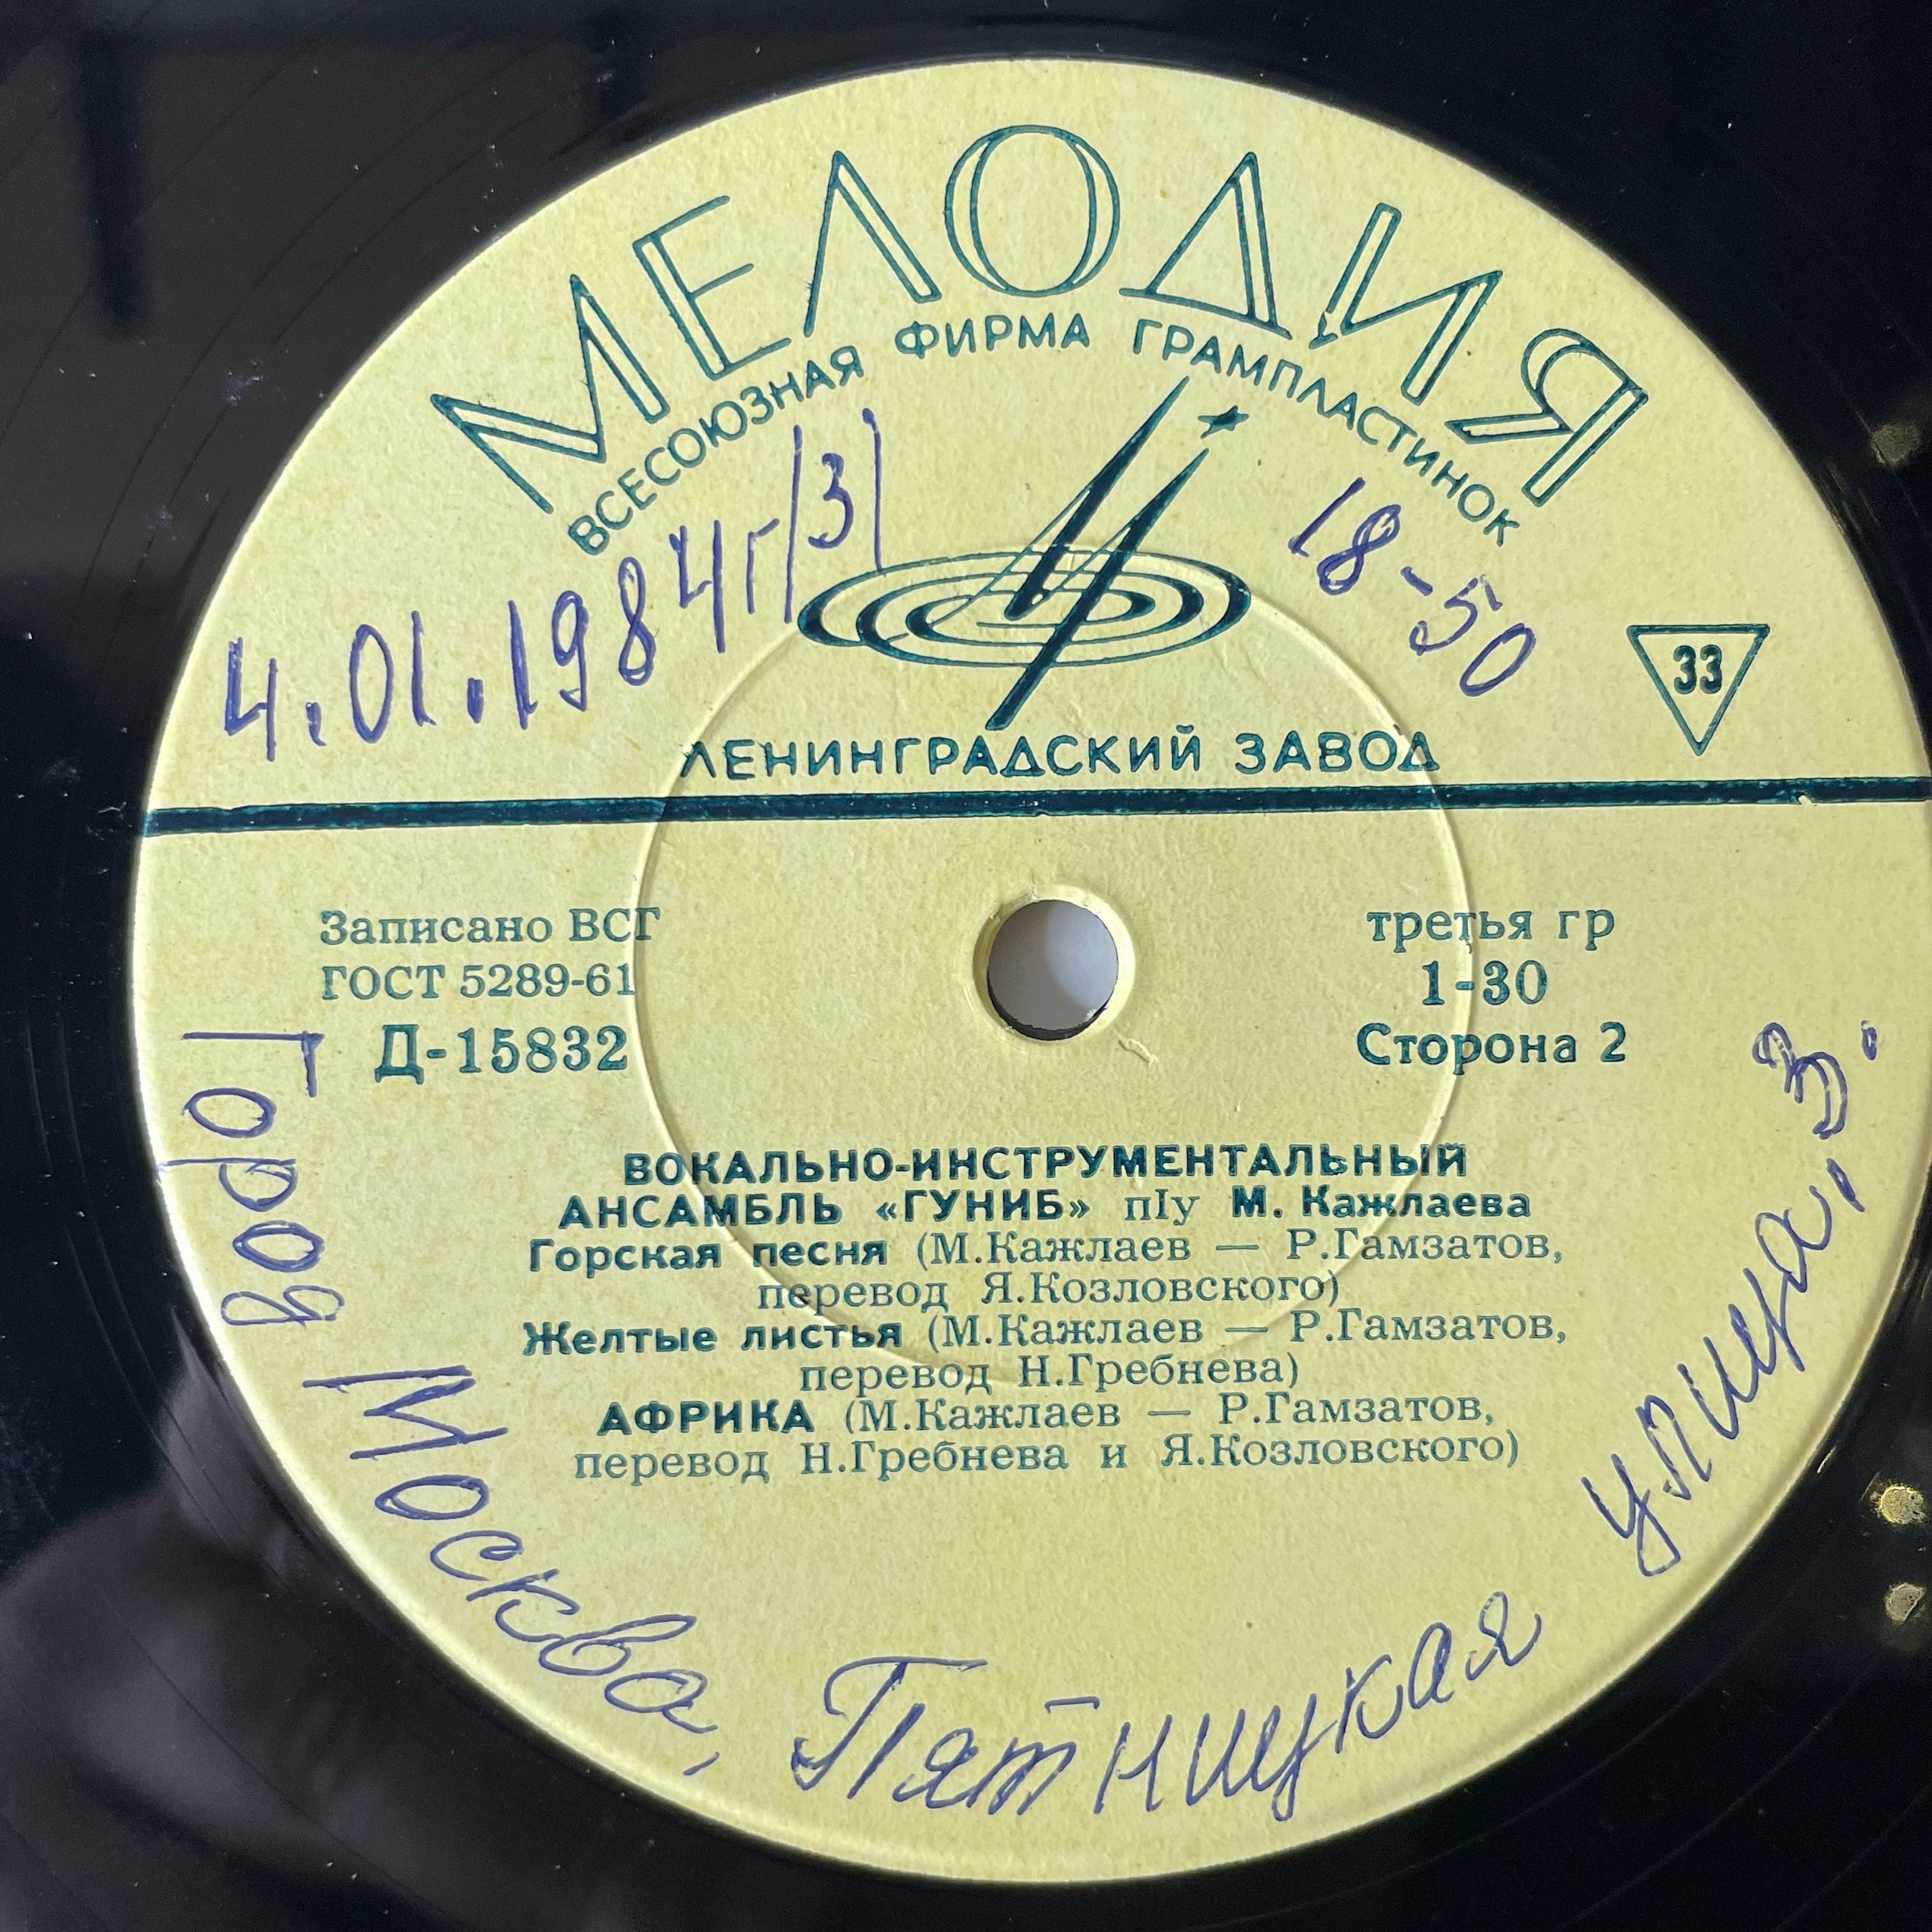 МЕЛОДИЯ
ВСЕСОЮЗНАЯ ФИРМА ГРАМПЛАСТИНОК
4.01.1984г/3/
18-50
33
ЛЕНИНГРАДСКИЙ ЗАВОД
Записано ВСГ
ГОСТ 5289-61
Д-15832
третья гр
1-30
Сторона 2
ВОКАЛЬНО-ИНСТРУМЕНТАЛЬНЫЙ
АНСАМБЛЬ «ГУНИБ» пIу М. Кажлаева
Горская песня (М.Кажлаев — Р.Гамзатов,
перевод Я.Козловского)
Желтые листья (М.Кажлаев — Р.Гамзатов,
перевод Н.Гребнева)
АФРИКА (М.Кажлаев — Р.Гамзатов,
перевод Н.Гребнева и Я.Козловского)
Город Москва, Пятницкая улица, 3.